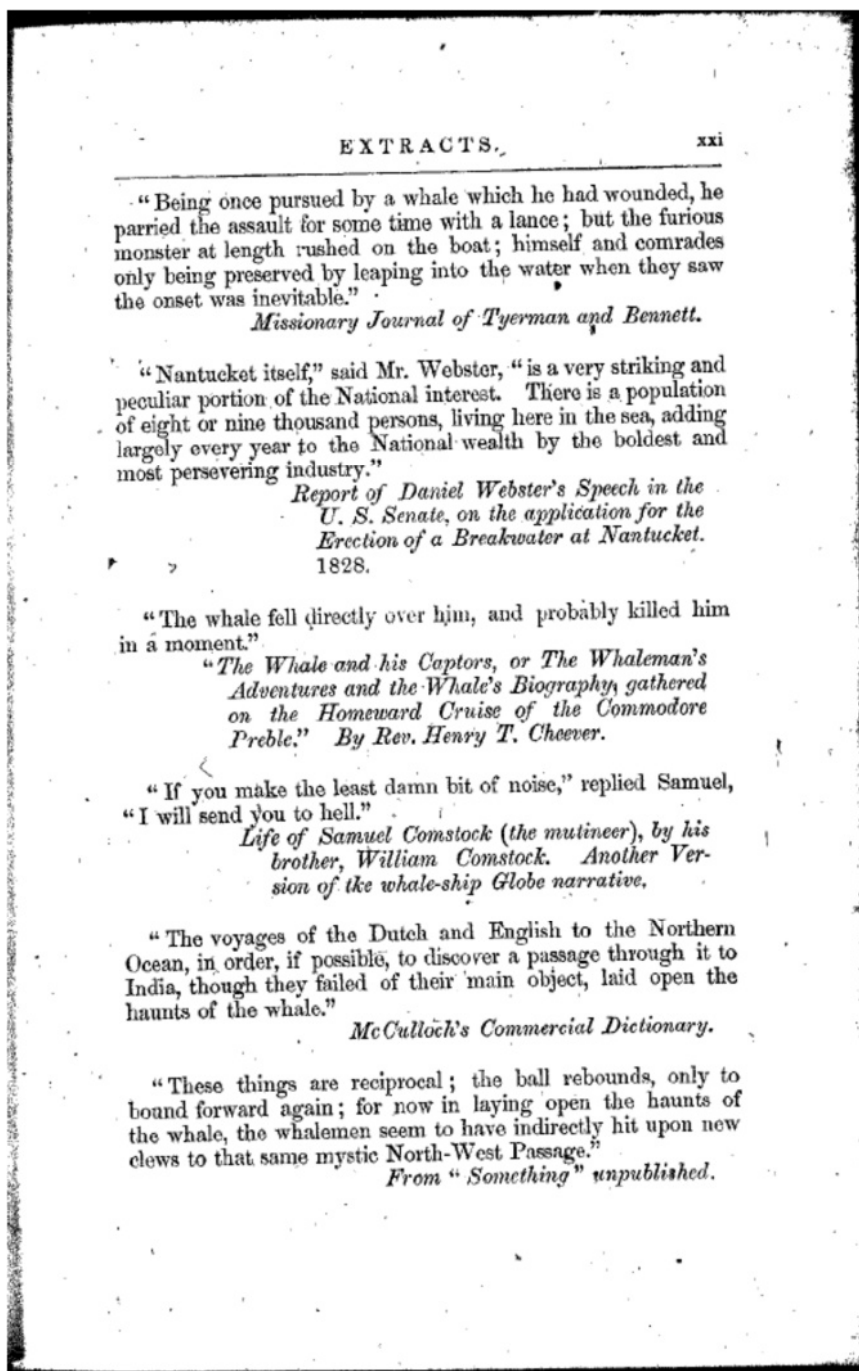 EXTRACTS. xxi
“Being once pursued by a whale which he had wounded, he
parried the assault for some time with a lance; but the furious
monster at length rushed on the boat; himself and comrades
only being preserved by leaping into the water when they saw
the onset was inevitable.”
Missionary Journal of Tyerman and Bennett.
“Nantucket itself,” said Mr. Webster, “is a very striking and
peculiar portion of the National interest. There is a population
of eight or nine thousand persons, living here in the sea, adding
largely every year to the National wealth by the boldest and
most persevering industry.”
Report of Daniel Webster's Speech in the
U. S. Senate, on the application for the
Erection of a Breakwater at Nantucket.
1828.
“The whale fell directly over him, and probably killed him
in a moment.”
“The Whale and his Captors, or The Whaleman's
Adventures and the Whale's Biography, gathered
on the Homeward Cruise of the Commodore
Preble.” By Rev. Henry T. Cheever.
“If you make the least damn bit of noise,” replied Samuel,
“I will send you to hell.”
Life of Samuel Comstock (the mutineer), by his
brother, William Comstock. Another Ver-
sion of the whale-ship Globe narrative.
“The voyages of the Dutch and English to the Northern
Ocean, in order, if possible, to discover a passage through it to
India, though they failed of their main object, laid open the
haunts of the whale.”
McCulloch's Commercial Dictionary.
“These things are reciprocal; the ball rebounds, only to
bound forward again; for now in laying open the haunts of
the whale, the whalemen seem to have indirectly hit upon new
clews to that same mystic North-West Passage.”
From “Something” unpublished.